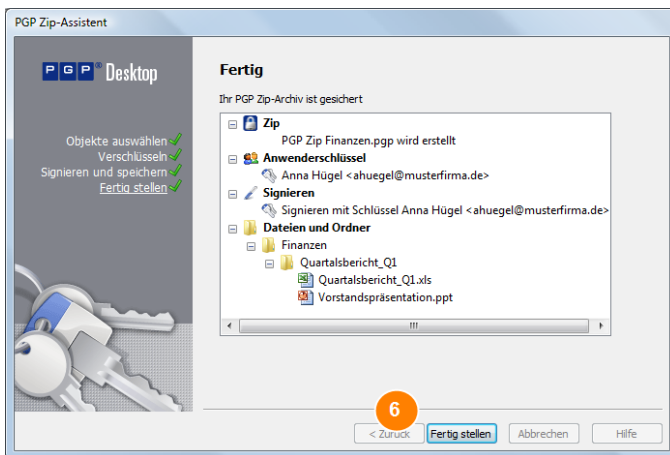 PGP Zip-Assistent
PGP® Desktop
Objekte auswählen
Verschlüsseln
Signieren und speichern
Fertig stellen
Fertig
Ihr PGP Zip-Archiv ist gesichert
Zip
PGP Zip Finanzen.pgp wird erstellt
Anwenderschlüssel
Anna Hügel <ahuegel@musterfirma.de>
Signieren
Signieren mit Schlüssel Anna Hügel <ahuegel@musterfirma.de>
Dateien und Ordner
Finanzen
Quartalsbericht_Q1
Quartalsbericht_Q1.xls
Vorstandspräsentation.ppt
6
< Zurück Fertig stellen Abbrechen Hilfe